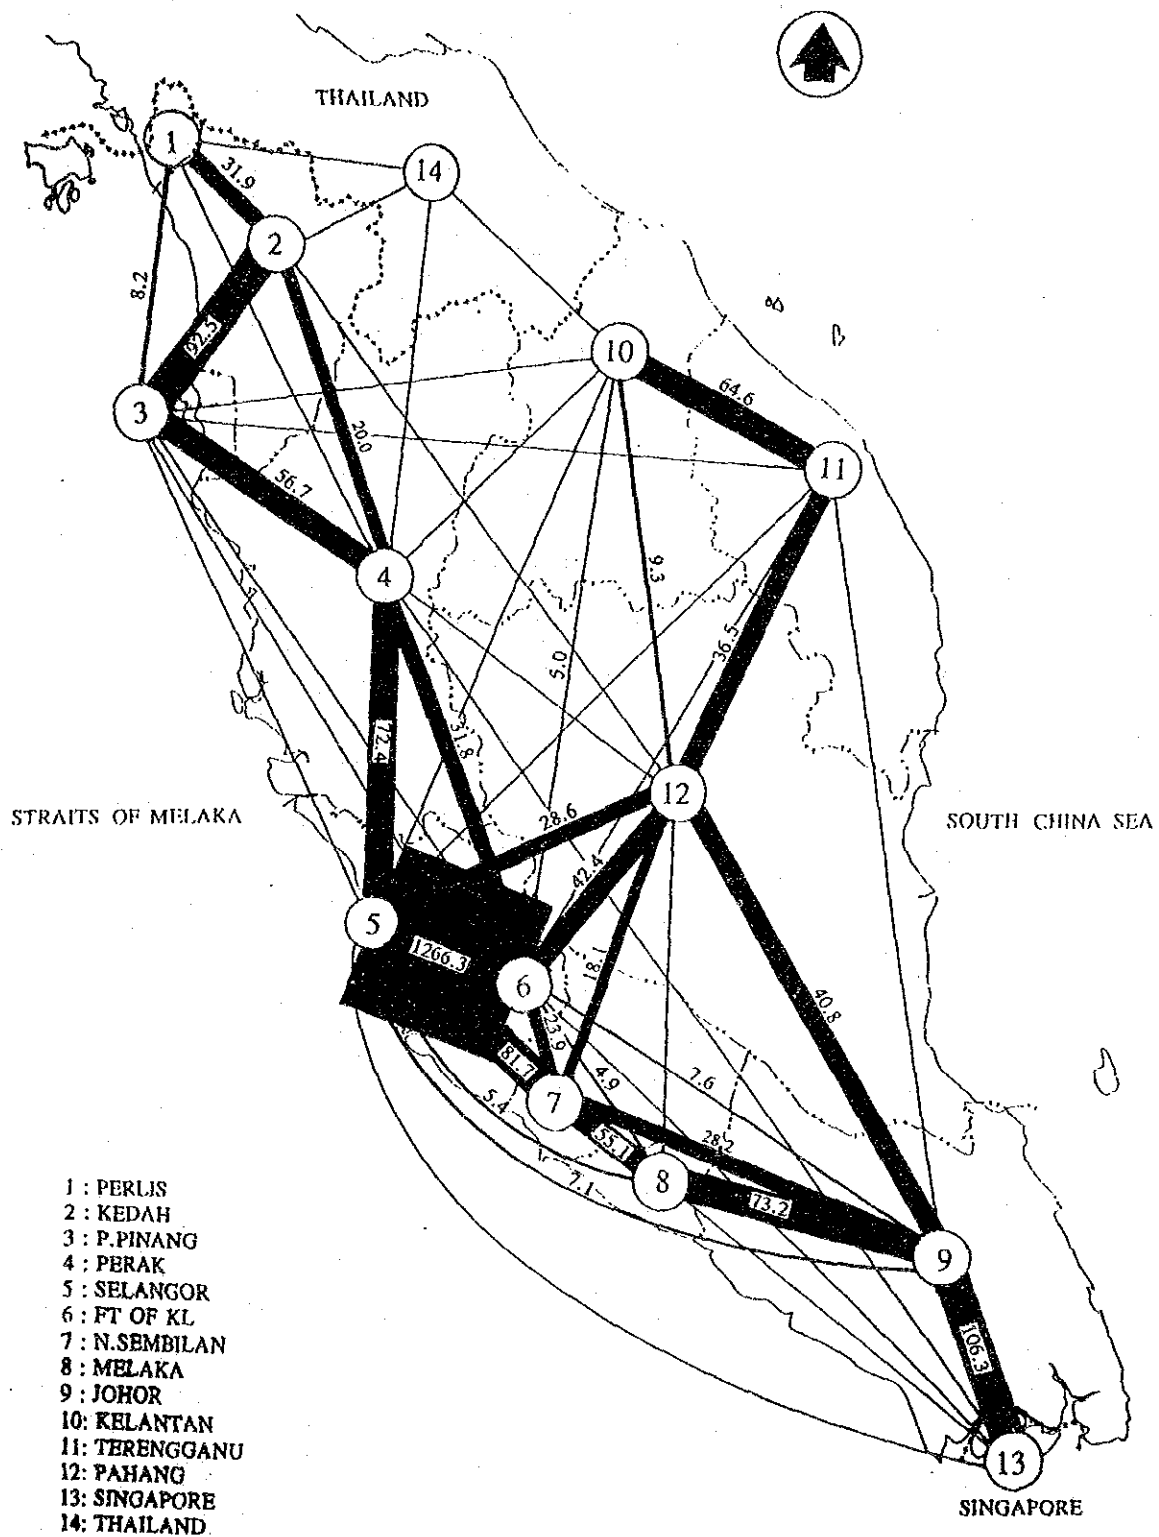 THAILAND
1
14
31.9
2
8.2
92.5
10
3
64.6
20.0
11
56.7
4
9.3
36.5
5.0
72.4
31.8
12
STRAITS OF MELAKA
28.6
SOUTH CHINA SEA
42.4
5
1266.3
18.1
6
40.8
23.9
81.7
4.9
7.6
5.4
7
28.2
55.1
7.1
8
73.2
9
106.3
13
SINGAPORE
1 : PERLIS
2 : KEDAH
3 : P.PINANG
4 : PERAK
5 : SELANGOR
6 : FT OF KL
7 : N.SEMBILAN
8 : MELAKA
9 : JOHOR
10: KELANTAN
11: TERENGGANU
12: PAHANG
13: SINGAPORE
14: THAILAND